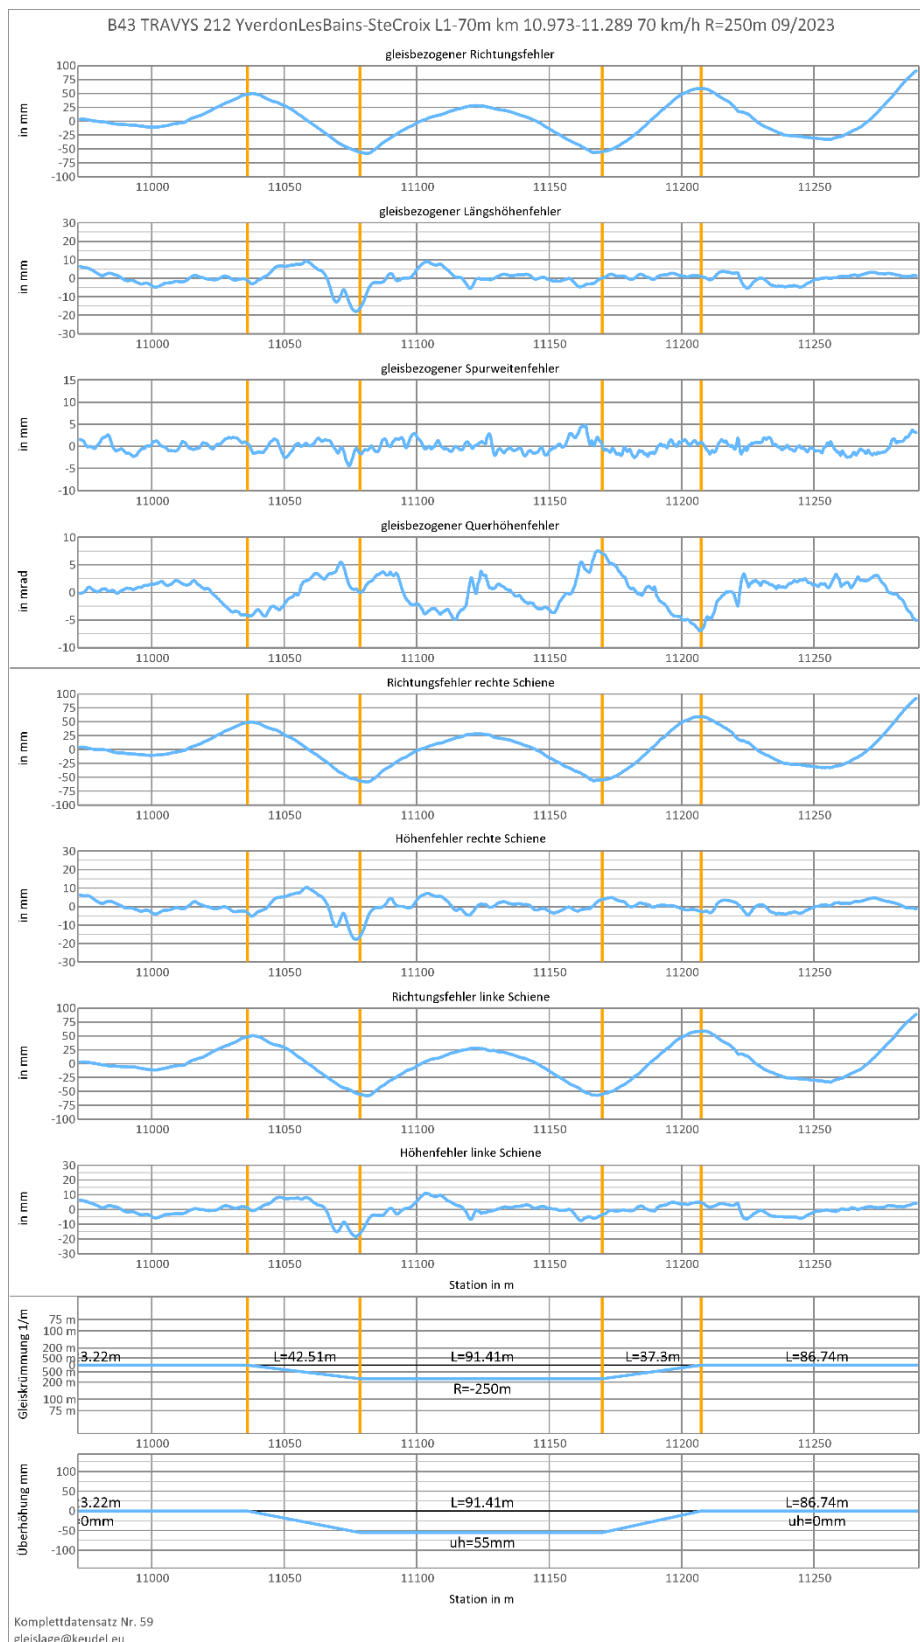 B43 TRAVYS 212 YverdonLesBains-SteCroix L1-70m km 10.973-11.289 70 km/h R=250m 09/2023
gleisbezogener Richtungsfehler
in mm
100
75
50
25
0
-25
-50
-75
-100
11000 11050 11100 11150 11200 11250
gleisbezogener Längshöhenfehler
in mm
30
20
10
0
-10
-20
-30
11000 11050 11100 11150 11200 11250
gleisbezogener Spurweitenfehler
in mm
15
10
5
0
-5
-10
11000 11050 11100 11150 11200 11250
gleisbezogener Querhöhenfehler
in mrad
10
5
0
-5
-10
11000 11050 11100 11150 11200 11250
Richtungsfehler rechte Schiene
in mm
100
75
50
25
0
-25
-50
-75
-100
11000 11050 11100 11150 11200 11250
Höhenfehler rechte Schiene
in mm
30
20
10
0
-10
-20
-30
11000 11050 11100 11150 11200 11250
Richtungsfehler linke Schiene
in mm
100
75
50
25
0
-25
-50
-75
-100
11000 11050 11100 11150 11200 11250
Höhenfehler linke Schiene
in mm
30
20
10
0
-10
-20
-30
11000 11050 11100 11150 11200 11250
Station in m
Gleiskrümmung 1/m
75 m
100 m
200 m
500 m
0
500 m
200 m
100 m
75 m
3.22m L=42.51m L=91.41m L=37.3m L=86.74m
R=-250m
11000 11050 11100 11150 11200 11250
Überhöhung mm
100
50
0
-50
-100
3.22m L=91.41m L=86.74m
=0mm uh=0mm
uh=55mm
11000 11050 11100 11150 11200 11250
Station in m
Komplettdatensatz Nr. 59
gleislage@keudel.eu